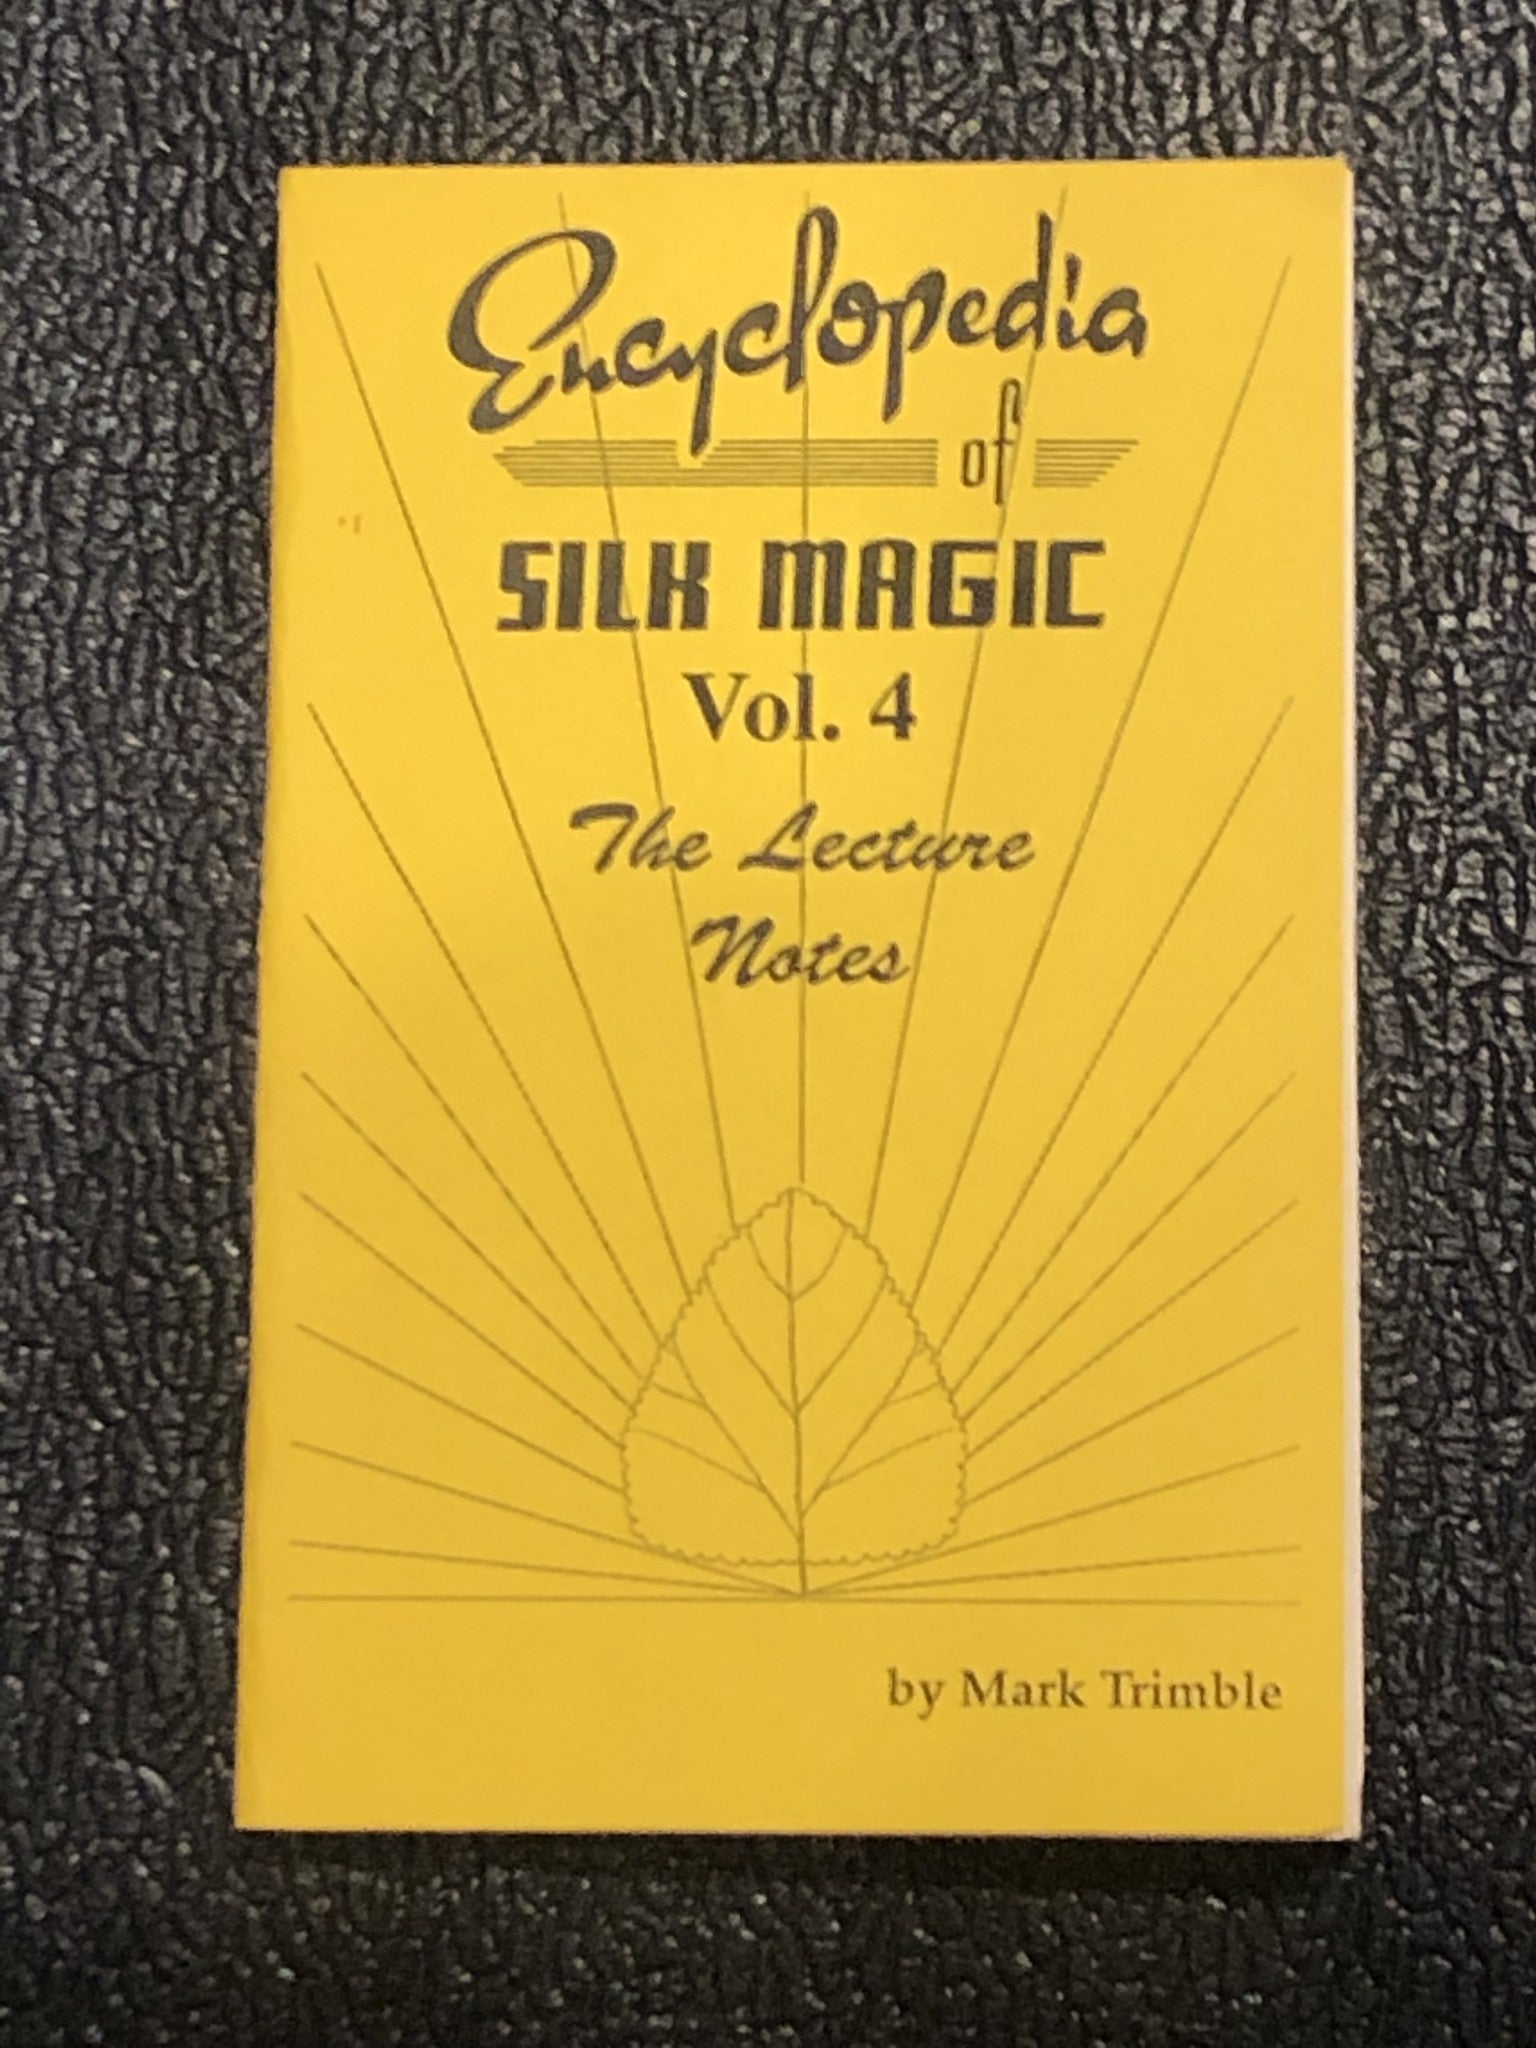 Encyclopedia
of
SILK MAGIC
Vol. 4
The Lecture
Notes
by Mark Trimble